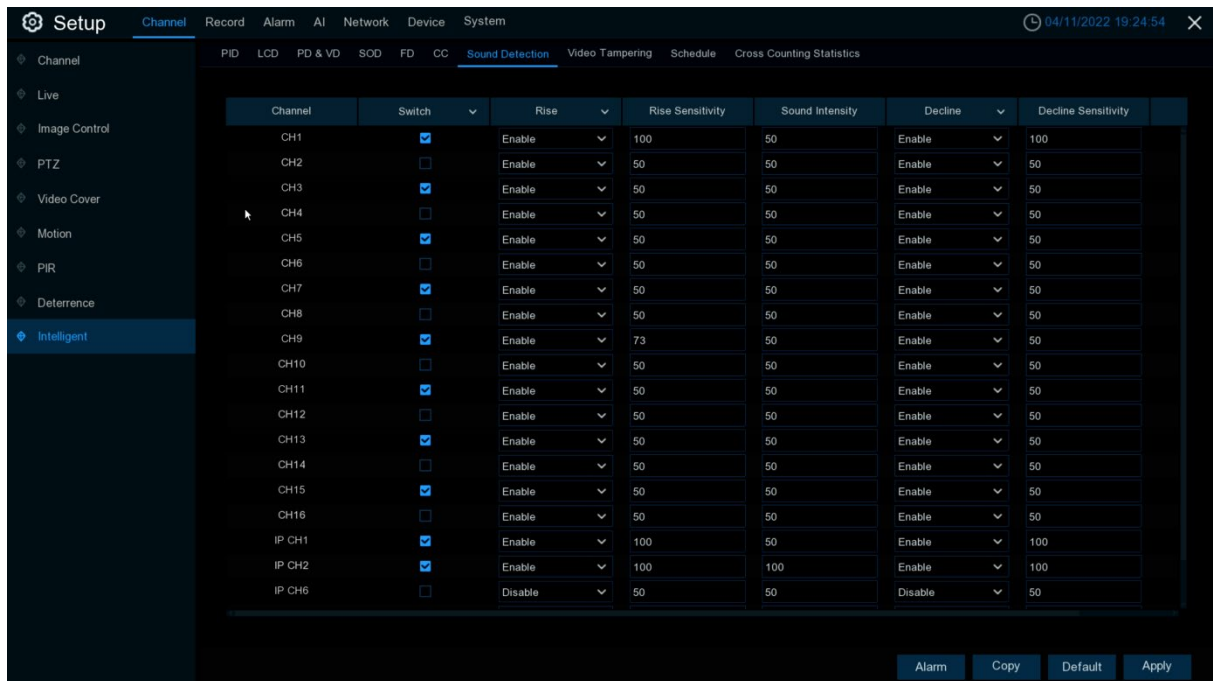 Setup Channel Record Alarm AI Network Device System 04/11/2022 19:24:54
PID LCD PD & VD SOD FD CC Sound Detection Video Tampering Schedule Cross Counting Statistics
Channel
Live
Image Control
PTZ
Video Cover
Motion
PIR
Deterrence
Intelligent
Channel Switch Rise Rise Sensitivity Sound Intensity Decline Decline Sensitivity
CH1 Enable 100 50 Enable 100
CH2 Enable 50 50 Enable 50
CH3 Enable 50 50 Enable 50
CH4 Enable 50 50 Enable 50
CH5 Enable 50 50 Enable 50
CH6 Enable 50 50 Enable 50
CH7 Enable 50 50 Enable 50
CH8 Enable 50 50 Enable 50
CH9 Enable 73 50 Enable 50
CH10 Enable 50 50 Enable 50
CH11 Enable 50 50 Enable 50
CH12 Enable 50 50 Enable 50
CH13 Enable 50 50 Enable 50
CH14 Enable 50 50 Enable 50
CH15 Enable 50 50 Enable 50
CH16 Enable 50 50 Enable 50
IP CH1 Enable 100 50 Enable 100
IP CH2 Enable 100 100 Enable 100
IP CH6 Disable 50 50 Disable 50
Alarm Copy Default Apply